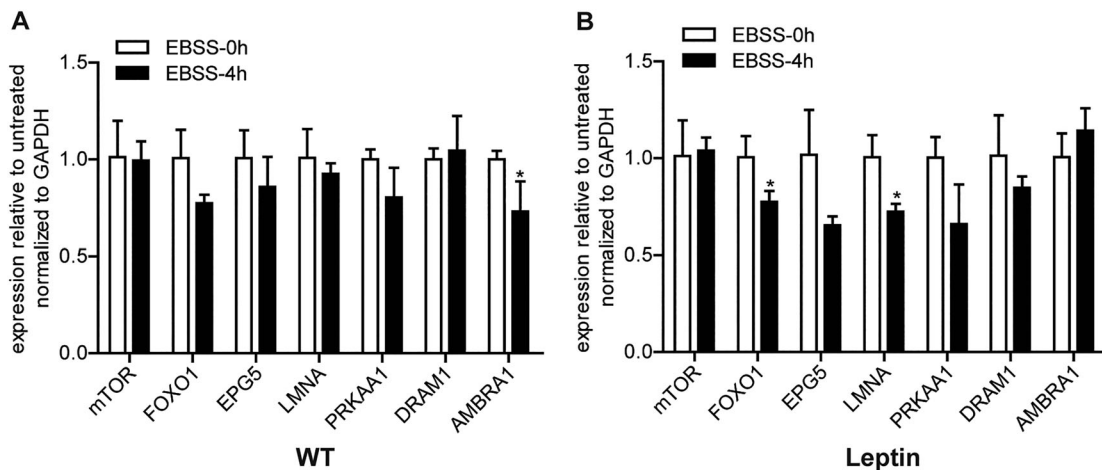 A
EBSS-0h
EBSS-4h
expression relative to untreated
normalized to GAPDH
1.5
1.0
0.5
0.0
*
mTOR
FOXO1
EPG5
LMNA
PRKAA1
DRAM1
AMBRA1
WT
B
EBSS-0h
EBSS-4h
expression relative to untreated
normalized to GAPDH
1.5
1.0
0.5
0.0
*
*
mTOR
FOXO1
EPG5
LMNA
PRKAA1
DRAM1
AMBRA1
Leptin